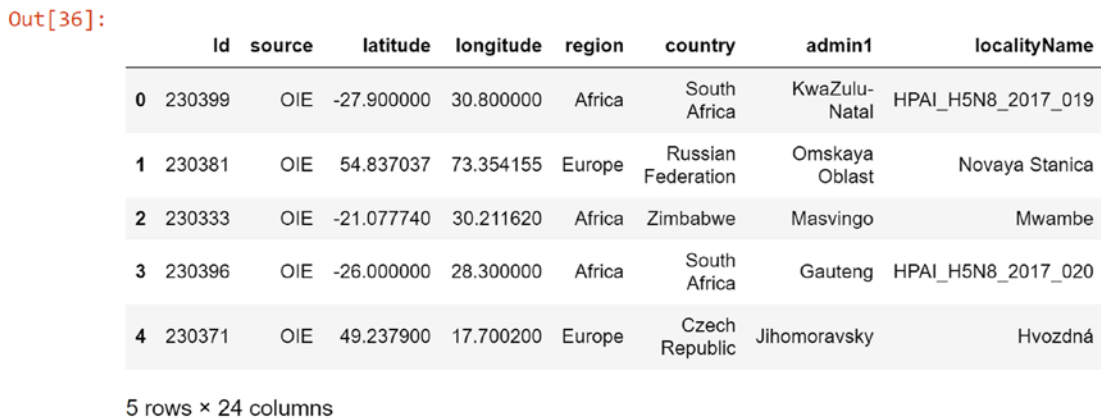 Out[36]:
Id source latitude longitude region country admin1 localityName
0 230399 OIE -27.900000 30.800000 Africa South Africa KwaZulu-Natal HPAI_H5N8_2017_019
1 230381 OIE 54.837037 73.354155 Europe Russian Federation Omskaya Oblast Novaya Stanica
2 230333 OIE -21.077740 30.211620 Africa Zimbabwe Masvingo Mwambe
3 230396 OIE -26.000000 28.300000 Africa South Africa Gauteng HPAI_H5N8_2017_020
4 230371 OIE 49.237900 17.700200 Europe Czech Republic Jihomoravsky Hvozdná
5 rows × 24 columns